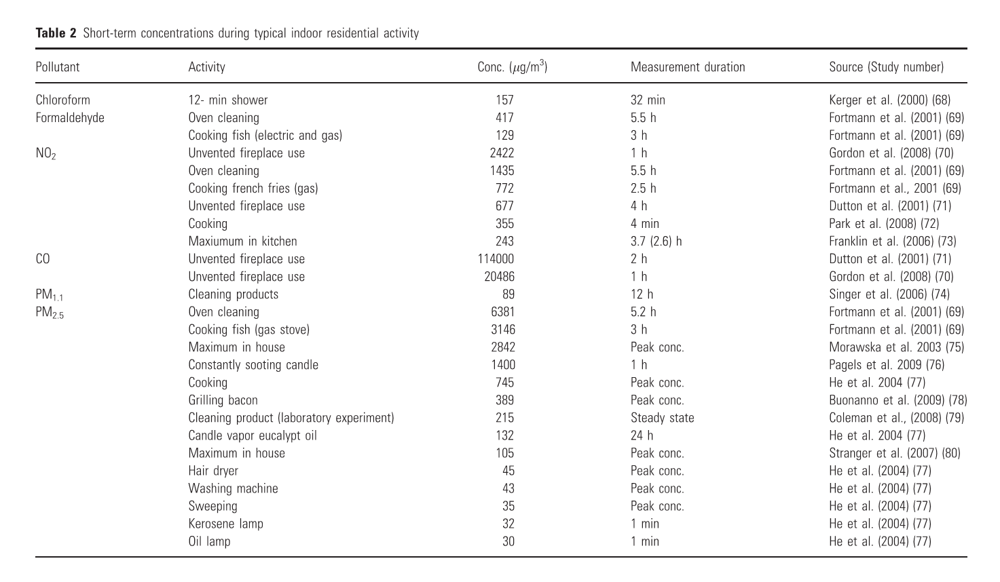 Table 2 Short-term concentrations during typical indoor residential activity
Pollutant Activity Conc. (μg/m³) Measurement duration Source (Study number)
Chloroform 12- min shower 157 32 min Kerger et al. (2000) (68)
Formaldehyde Oven cleaning 417 5.5 h Fortmann et al. (2001) (69)
Cooking fish (electric and gas) 129 3 h Fortmann et al. (2001) (69)
NO₂ Unvented fireplace use 2422 1 h Gordon et al. (2008) (70)
Oven cleaning 1435 5.5 h Fortmann et al. (2001) (69)
Cooking french fries (gas) 772 2.5 h Fortmann et al., 2001 (69)
Unvented fireplace use 677 4 h Dutton et al. (2001) (71)
Cooking 355 4 min Park et al. (2008) (72)
Maxiumum in kitchen 243 3.7 (2.6) h Franklin et al. (2006) (73)
CO Unvented fireplace use 114000 2 h Dutton et al. (2001) (71)
Unvented fireplace use 20486 1 h Gordon et al. (2008) (70)
PM₁.₁ Cleaning products 89 12 h Singer et al. (2006) (74)
PM₂.₅ Oven cleaning 6381 5.2 h Fortmann et al. (2001) (69)
Cooking fish (gas stove) 3146 3 h Fortmann et al. (2001) (69)
Maximum in house 2842 Peak conc. Morawska et al. 2003 (75)
Constantly sooting candle 1400 1 h Pagels et al. 2009 (76)
Cooking 745 Peak conc. He et al. 2004 (77)
Grilling bacon 389 Peak conc. Buonanno et al. (2009) (78)
Cleaning product (laboratory experiment) 215 Steady state Coleman et al., (2008) (79)
Candle vapor eucalypt oil 132 24 h He et al. 2004 (77)
Maximum in house 105 Peak conc. Stranger et al. (2007) (80)
Hair dryer 45 Peak conc. He et al. (2004) (77)
Washing machine 43 Peak conc. He et al. (2004) (77)
Sweeping 35 Peak conc. He et al. (2004) (77)
Kerosene lamp 32 1 min He et al. (2004) (77)
Oil lamp 30 1 min He et al. (2004) (77)